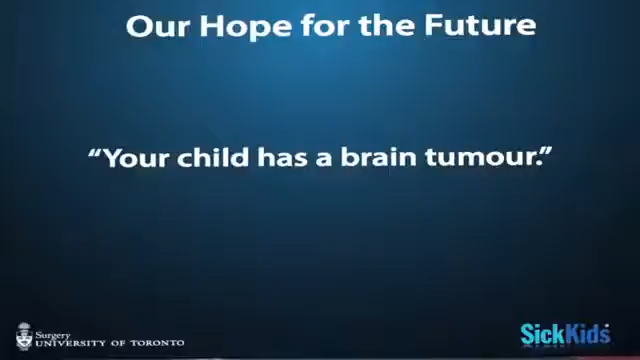 Our Hope for the Future
“Your child has a brain tumour.”
Surgery
UNIVERSITY OF TORONTO
SickKids